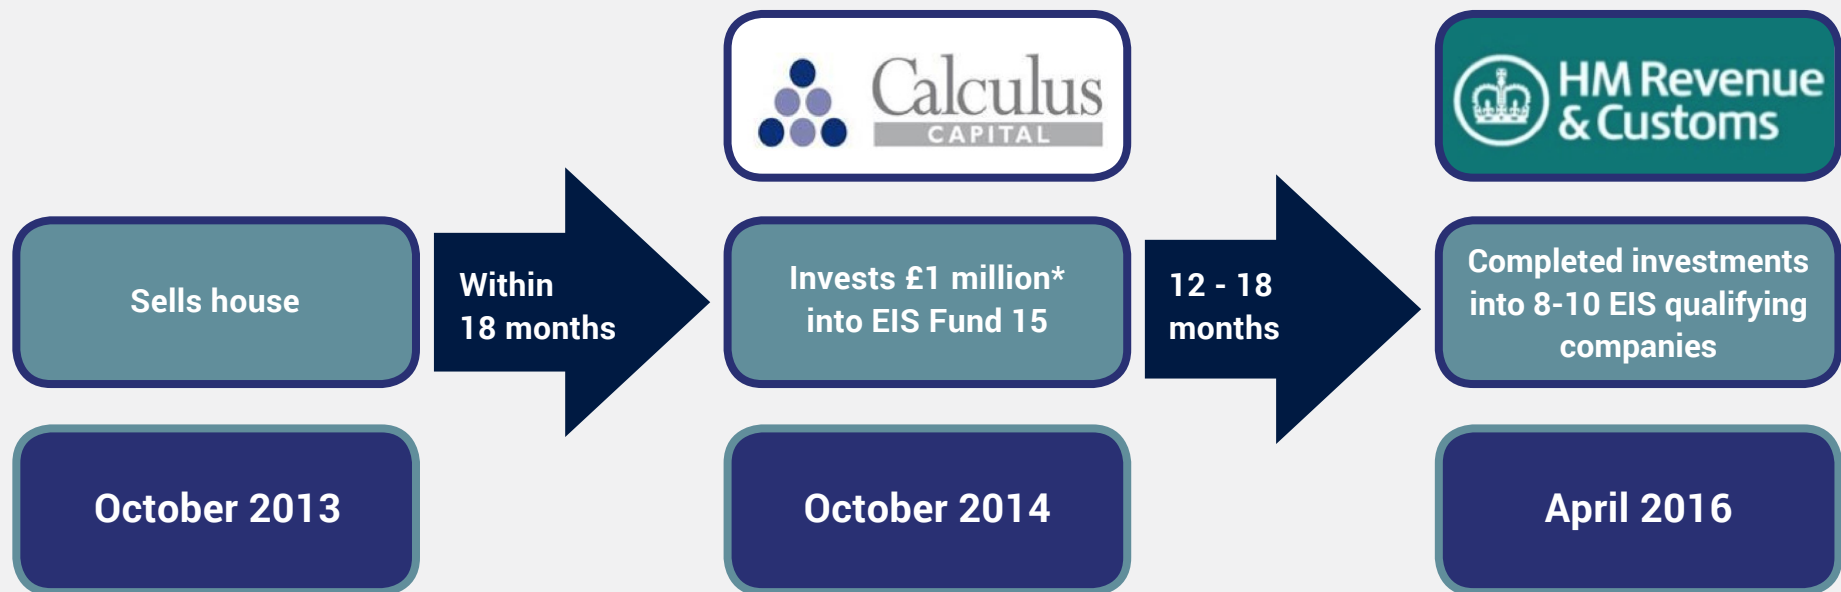 Calculus
CAPITAL
HM Revenue
& Customs
Sells house
Within
18 months
Invests £1 million*
into EIS Fund 15
12 - 18
months
Completed investments
into 8-10 EIS qualifying
companies
October 2013
October 2014
April 2016